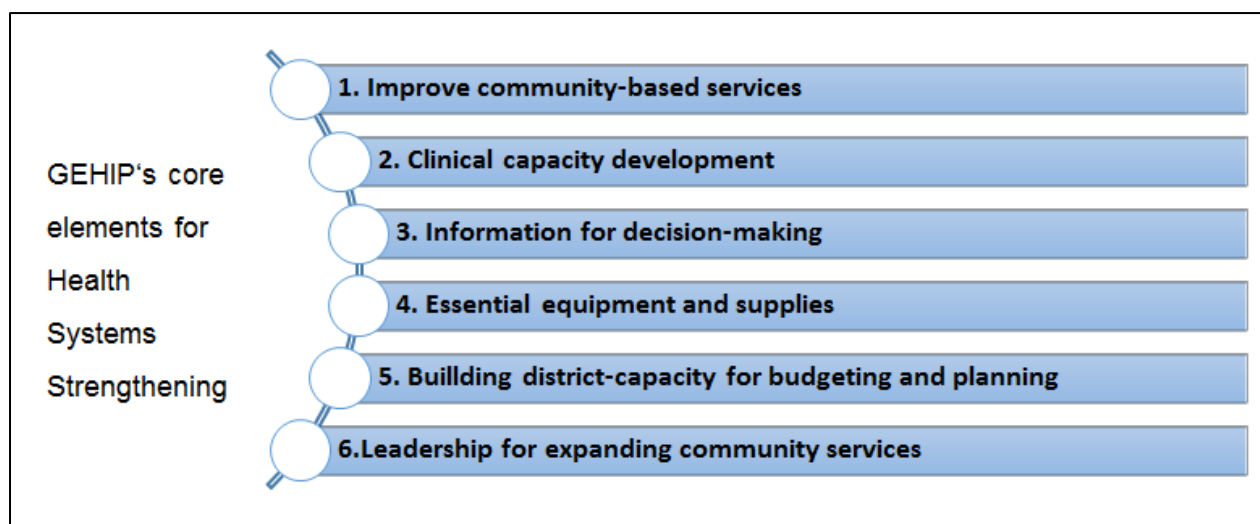 GEHIP‘s core
elements for
Health
Systems
Strengthening
1. Improve community-based services
2. Clinical capacity development
3. Information for decision-making
4. Essential equipment and supplies
5. Buillding district-capacity for budgeting and planning
6.Leadership for expanding community services